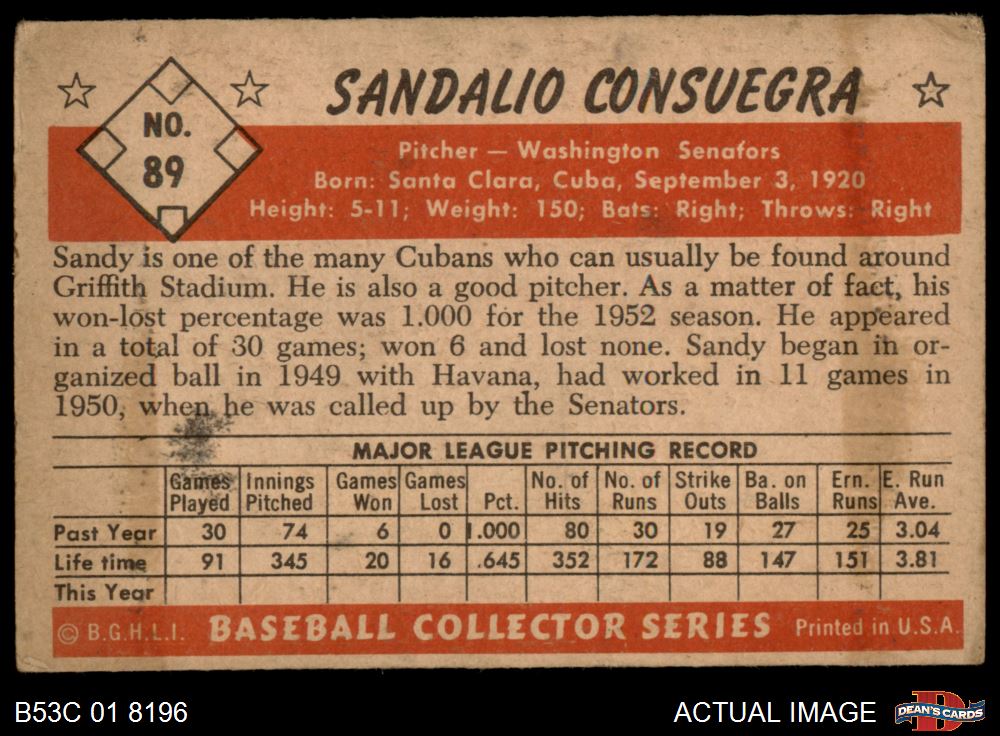 SANDALIO CONSUEGRA
NO.
89
Pitcher — Washington Senafors
Born: Santa Clara, Cuba, September 3, 1920
Height: 5-11; Weight: 150; Bats: Right; Throws: Right
Sandy is one of the many Cubans who can usually be found around
Griffith Stadium. He is also a good pitcher. As a matter of fact, his
won-lost percentage was 1.000 for the 1952 season. He appeared
in a total of 30 games; won 6 and lost none. Sandy began in or-
ganized ball in 1949 with Havana, had worked in 11 games in
1950, when he was called up by the Senators.
MAJOR LEAGUE PITCHING RECORD
Games Innings Games Games No. of No. of Strike Ba. on Ern. E. Run
Played Pitched Won Lost Pct. Hits Runs Outs Balls Runs Ave.
Past Year 30 74 6 0 1.000 80 30 19 27 25 3.04
Life time 91 345 20 16 .645 352 172 88 147 151 3.81
This Year
© B.G.H.L.I. BASEBALL COLLECTOR SERIES Printed in U.S.A.
B53C 01 8196 ACTUAL IMAGE DEAN'S CARDS